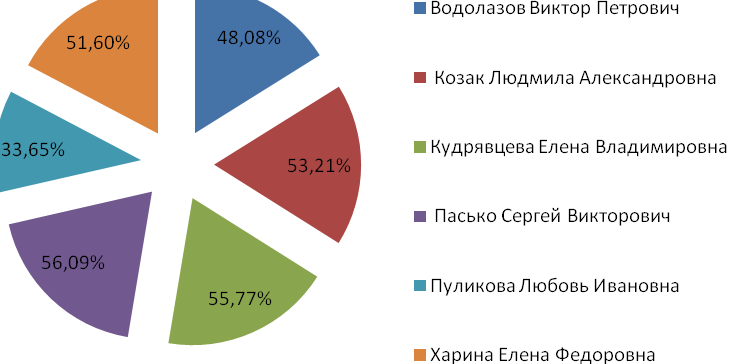 48,08%
53,21%
55,77%
56,09%
33,65%
51,60%
Водолазов Виктор Петрович
Козак Людмила Александровна
Кудрявцева Елена Владимировна
Пасько Сергей Викторович
Пуликова Любовь Ивановна
Харина Елена Федоровна